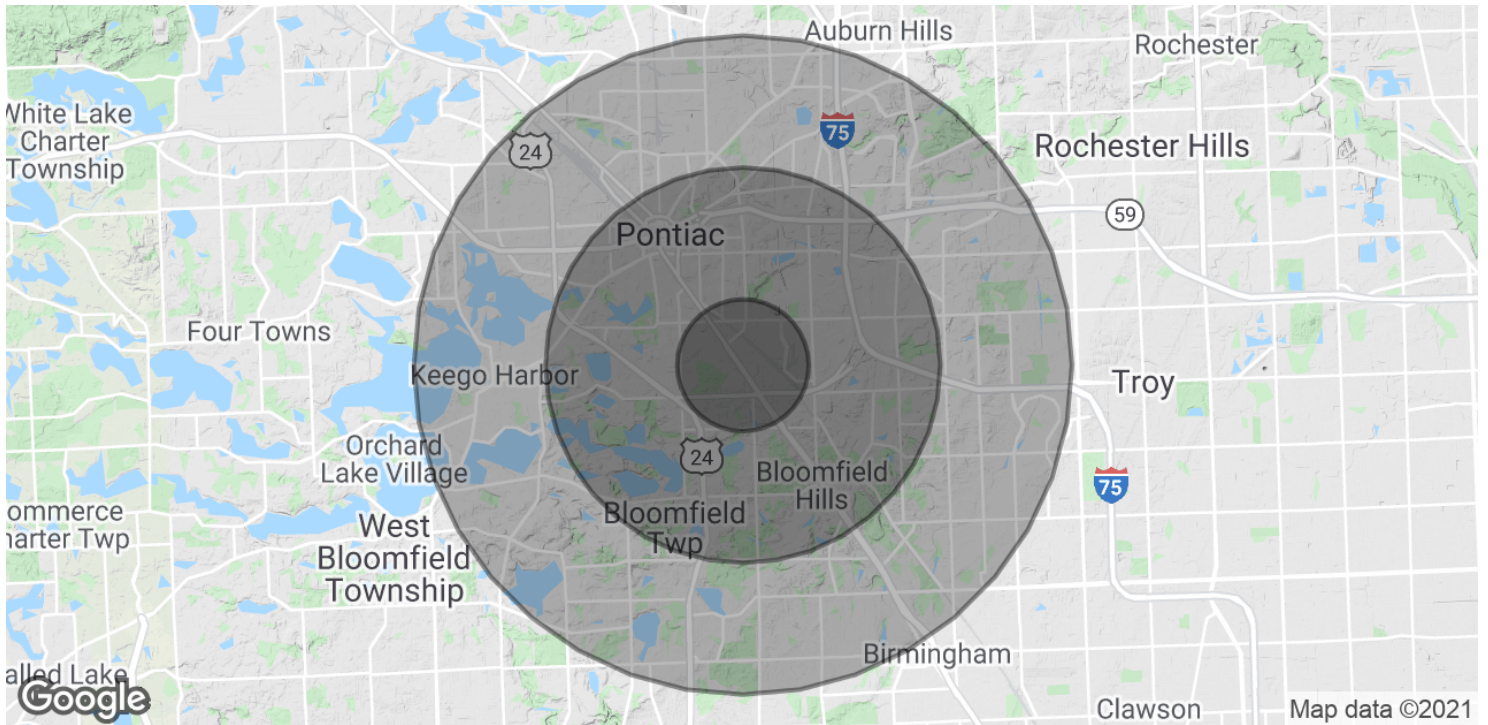 Auburn Hills
Rochester
White Lake
Charter
Township
75
24
Rochester Hills
59
Pontiac
Four Towns
Keego Harbor
Troy
Orchard
Lake Village
24
Bloomfield
Hills
75
ommerce
harter Twp
Bloomfield
Twp
West
Bloomfield
Township
Birmingham
alled Lake
Google
Clawson
Map data ©2021